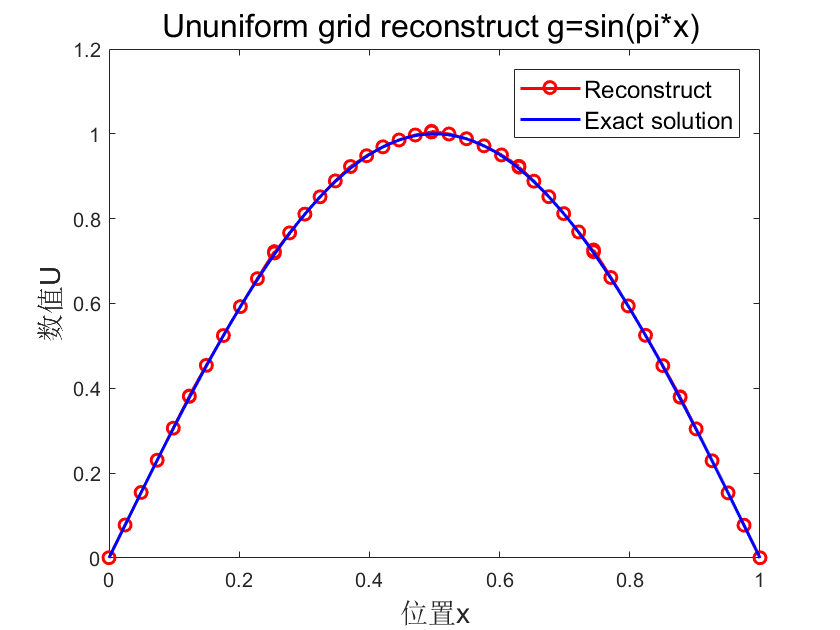 Ununiform grid reconstruct g=sin(pi*x)
Reconstruct
Exact solution
1.2
1
0.8
0.6
0.4
0.2
0
数值U
0
0.2
0.4
0.6
0.8
1
位置x